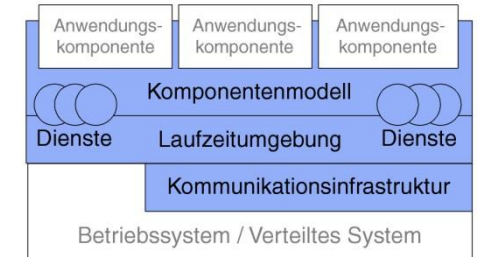 Anwendungs- Anwendungs- Anwendungs-
komponente komponente komponente
Komponentenmodell
Dienste Laufzeitumgebung Dienste
Kommunikationsinfrastruktur
Betriebssystem / Verteiltes System